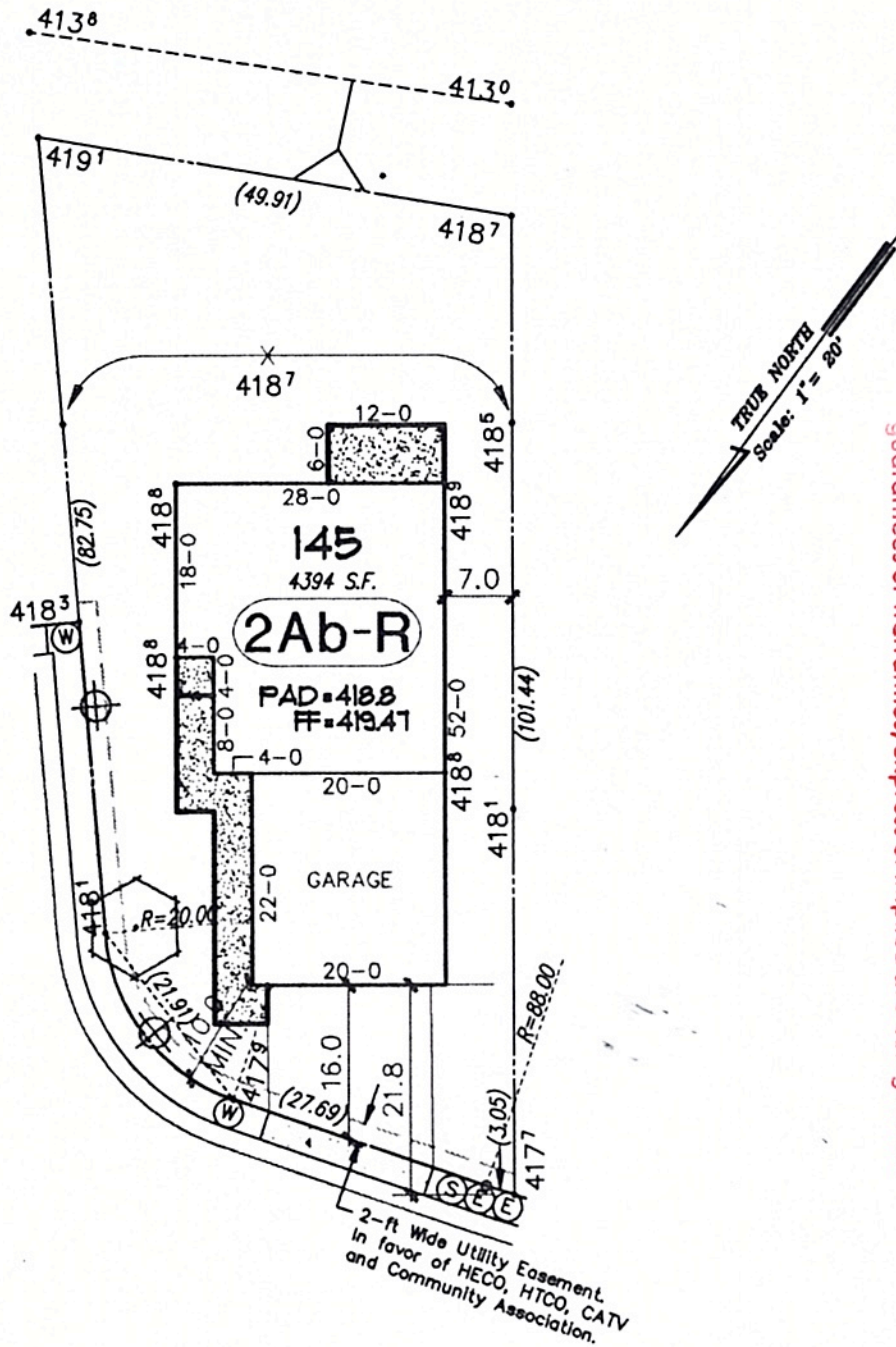 413⁸
413⁰
419¹
(49.91)
418⁷
TRUE NORTH
Scale: 1"= 20'
418⁷
12-0
6-0
418⁵
418⁸
28-0
418⁹
(82.75)
145
18-0
4394 S.F.
7.0
418³
W
2Ab-R
4-0
418⁸
4-0
PAD=418.8
FF=419.47
52-0
(101.44)
8-0
4-0
20-0
418⁸
418¹
GARAGE
22-0
418¹
R=20.00
20-0
(21.91)
10.0
MIN
R=88.00
417⁹
16.0
21.8
(27.69)
W
(3.05)
417⁷
S
E
E
2-ft Wide Utility Easement.
In favor of HECO, HTCO, CATV
and Community Association.